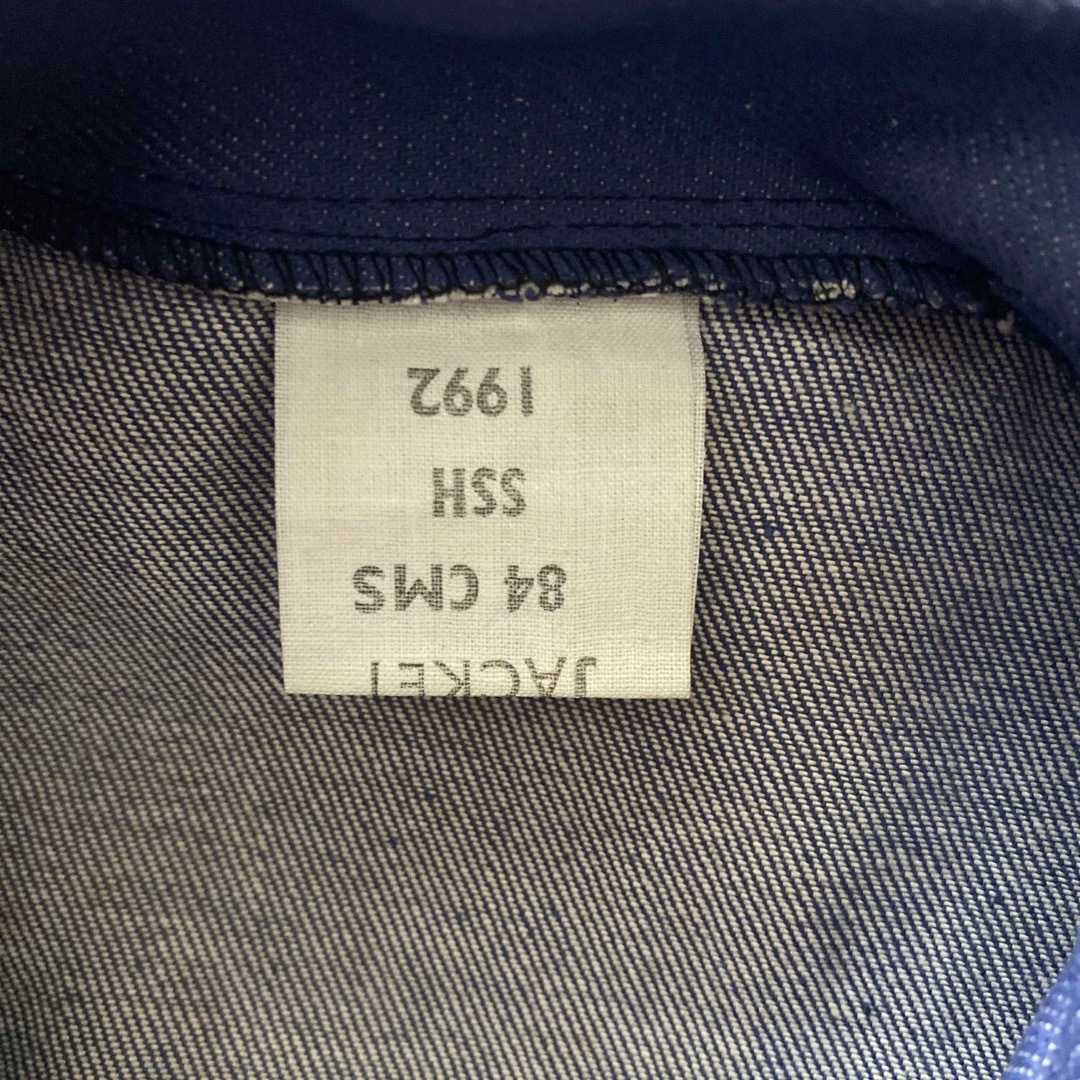 JACKET
84 CMS
SSH
1992